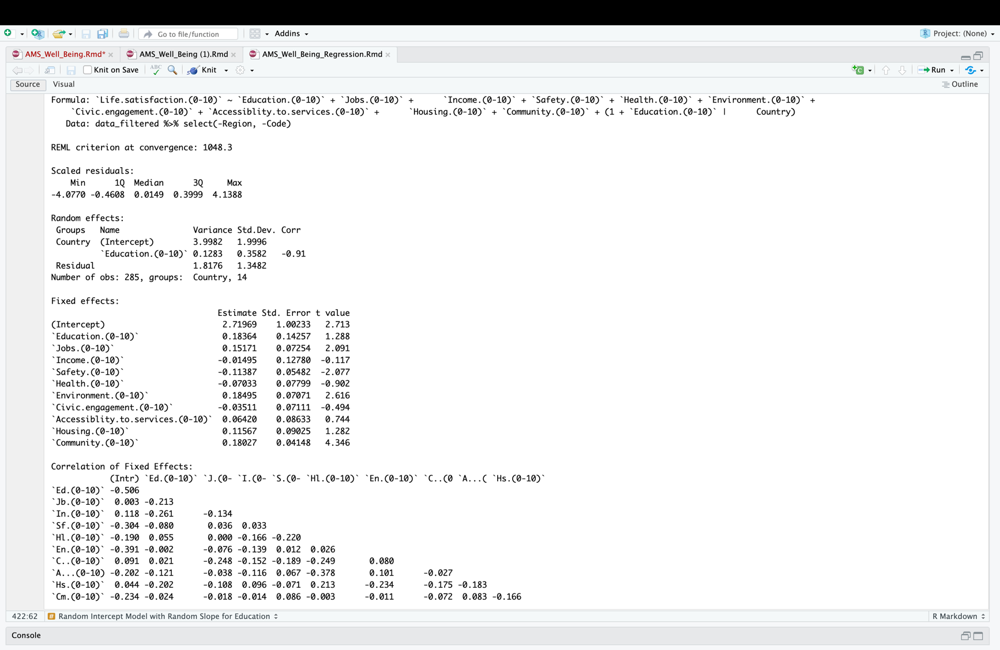 Go to file/function Addins Project: (None)
AMS_Well_Being.Rmd* AMS_Well_Being (1).Rmd AMS_Well_Being_Regression.Rmd
Knit on Save ABC Knit Run
Source Visual Outline
Formula: `Life.satisfaction.(0-10)` ~ `Education.(0-10)` + `Jobs.(0-10)` + `Income.(0-10)` + `Safety.(0-10)` + `Health.(0-10)` + `Environment.(0-10)` +
`Civic.engagement.(0-10)` + `Accessiblity.to.services.(0-10)` + `Housing.(0-10)` + `Community.(0-10)` + (1 + `Education.(0-10)` | Country)
Data: data_filtered %>% select(-Region, -Code)
REML criterion at convergence: 1048.3
Scaled residuals:
Min 1Q Median 3Q Max
-4.0770 -0.4608 0.0149 0.3999 4.1388
Random effects:
Groups Name Variance Std.Dev. Corr
Country (Intercept) 3.9982 1.9996
`Education.(0-10)` 0.1283 0.3582 -0.91
Residual 1.8176 1.3482
Number of obs: 285, groups: Country, 14
Fixed effects:
Estimate Std. Error t value
(Intercept) 2.71969 1.00233 2.713
`Education.(0-10)` 0.18364 0.14257 1.288
`Jobs.(0-10)` 0.15171 0.07254 2.091
`Income.(0-10)` -0.01495 0.12780 -0.117
`Safety.(0-10)` -0.11387 0.05482 -2.077
`Health.(0-10)` -0.07033 0.07799 -0.902
`Environment.(0-10)` 0.18495 0.07071 2.616
`Civic.engagement.(0-10)` -0.03511 0.07111 -0.494
`Accessiblity.to.services.(0-10)` 0.06420 0.08633 0.744
`Housing.(0-10)` 0.11567 0.09025 1.282
`Community.(0-10)` 0.18027 0.04148 4.346
Correlation of Fixed Effects:
(Intr) `Ed.(0-10)` `J.(0- `I.(0- `S.(0- `Hl.(0-10)` `En.(0-10)` `C..(0 `A...( `Hs.(0-10)`
`Ed.(0-10)` -0.506
`Jb.(0-10)` 0.003 -0.213
`In.(0-10)` 0.118 -0.261 -0.134
`Sf.(0-10)` -0.304 -0.080 0.036 0.033
`Hl.(0-10)` -0.190 0.055 0.000 -0.166 -0.220
`En.(0-10)` -0.391 -0.002 -0.076 -0.139 0.012 0.026
`C..(0-10)` 0.091 0.021 -0.248 -0.152 -0.189 -0.249 0.080
`A...(0-10) -0.202 -0.121 -0.038 -0.116 0.067 -0.378 0.101 -0.027
`Hs.(0-10)` 0.044 -0.202 -0.108 0.096 -0.071 0.213 -0.234 -0.175 -0.183
`Cm.(0-10)` -0.234 -0.024 -0.018 -0.014 0.086 -0.003 -0.011 -0.072 0.083 -0.166
422:62 # Random Intercept Model with Random Slope for Education R Markdown
Console